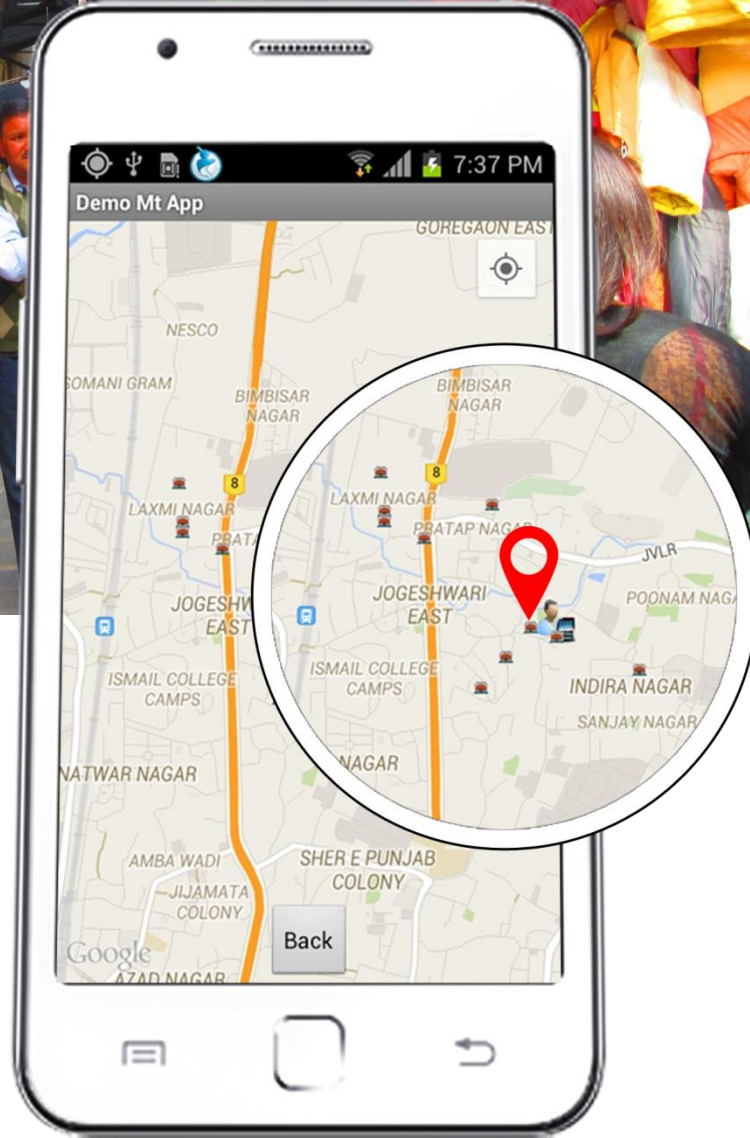 7:37 PM
Demo Mt App
GOREGAON EAST
NESCO
SOMANI GRAM
BIMBISAR
NAGAR
8
LAXMI NAGAR
JOGESHW
EAST
ISMAIL COLLEGE
CAMPS
NATWAR NAGAR
AMBA WADI
JIJAMATA
COLONY
SHER E PUNJAB
COLONY
Back
Google
AZAD NAGAR
BIMBISAR
NAGAR
8
LAXMI NAGAR
PRATAP NAGAR
JVLR
JOGESHWARI
EAST
POONAM NAGA
ISMAIL COLLEGE
CAMPS
INDIRA NAGAR
SANJAY NAGAR
NAGAR